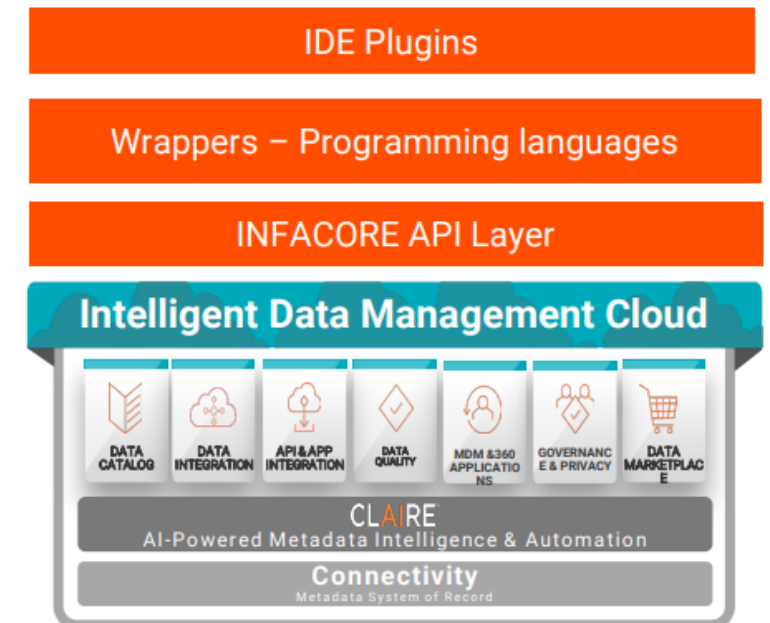 IDE Plugins
Wrappers – Programming languages
INFACORE API Layer
Intelligent Data Management Cloud
DATA
CATALOG
DATA
INTEGRATION
API & APP
INTEGRATION
DATA
QUALITY
MDM &360
APPLICATIO
NS
GOVERNANC
E & PRIVACY
DATA
MARKETPLAC
E
CLAIRE
AI-Powered Metadata Intelligence & Automation
Connectivity
Metadata System of Record